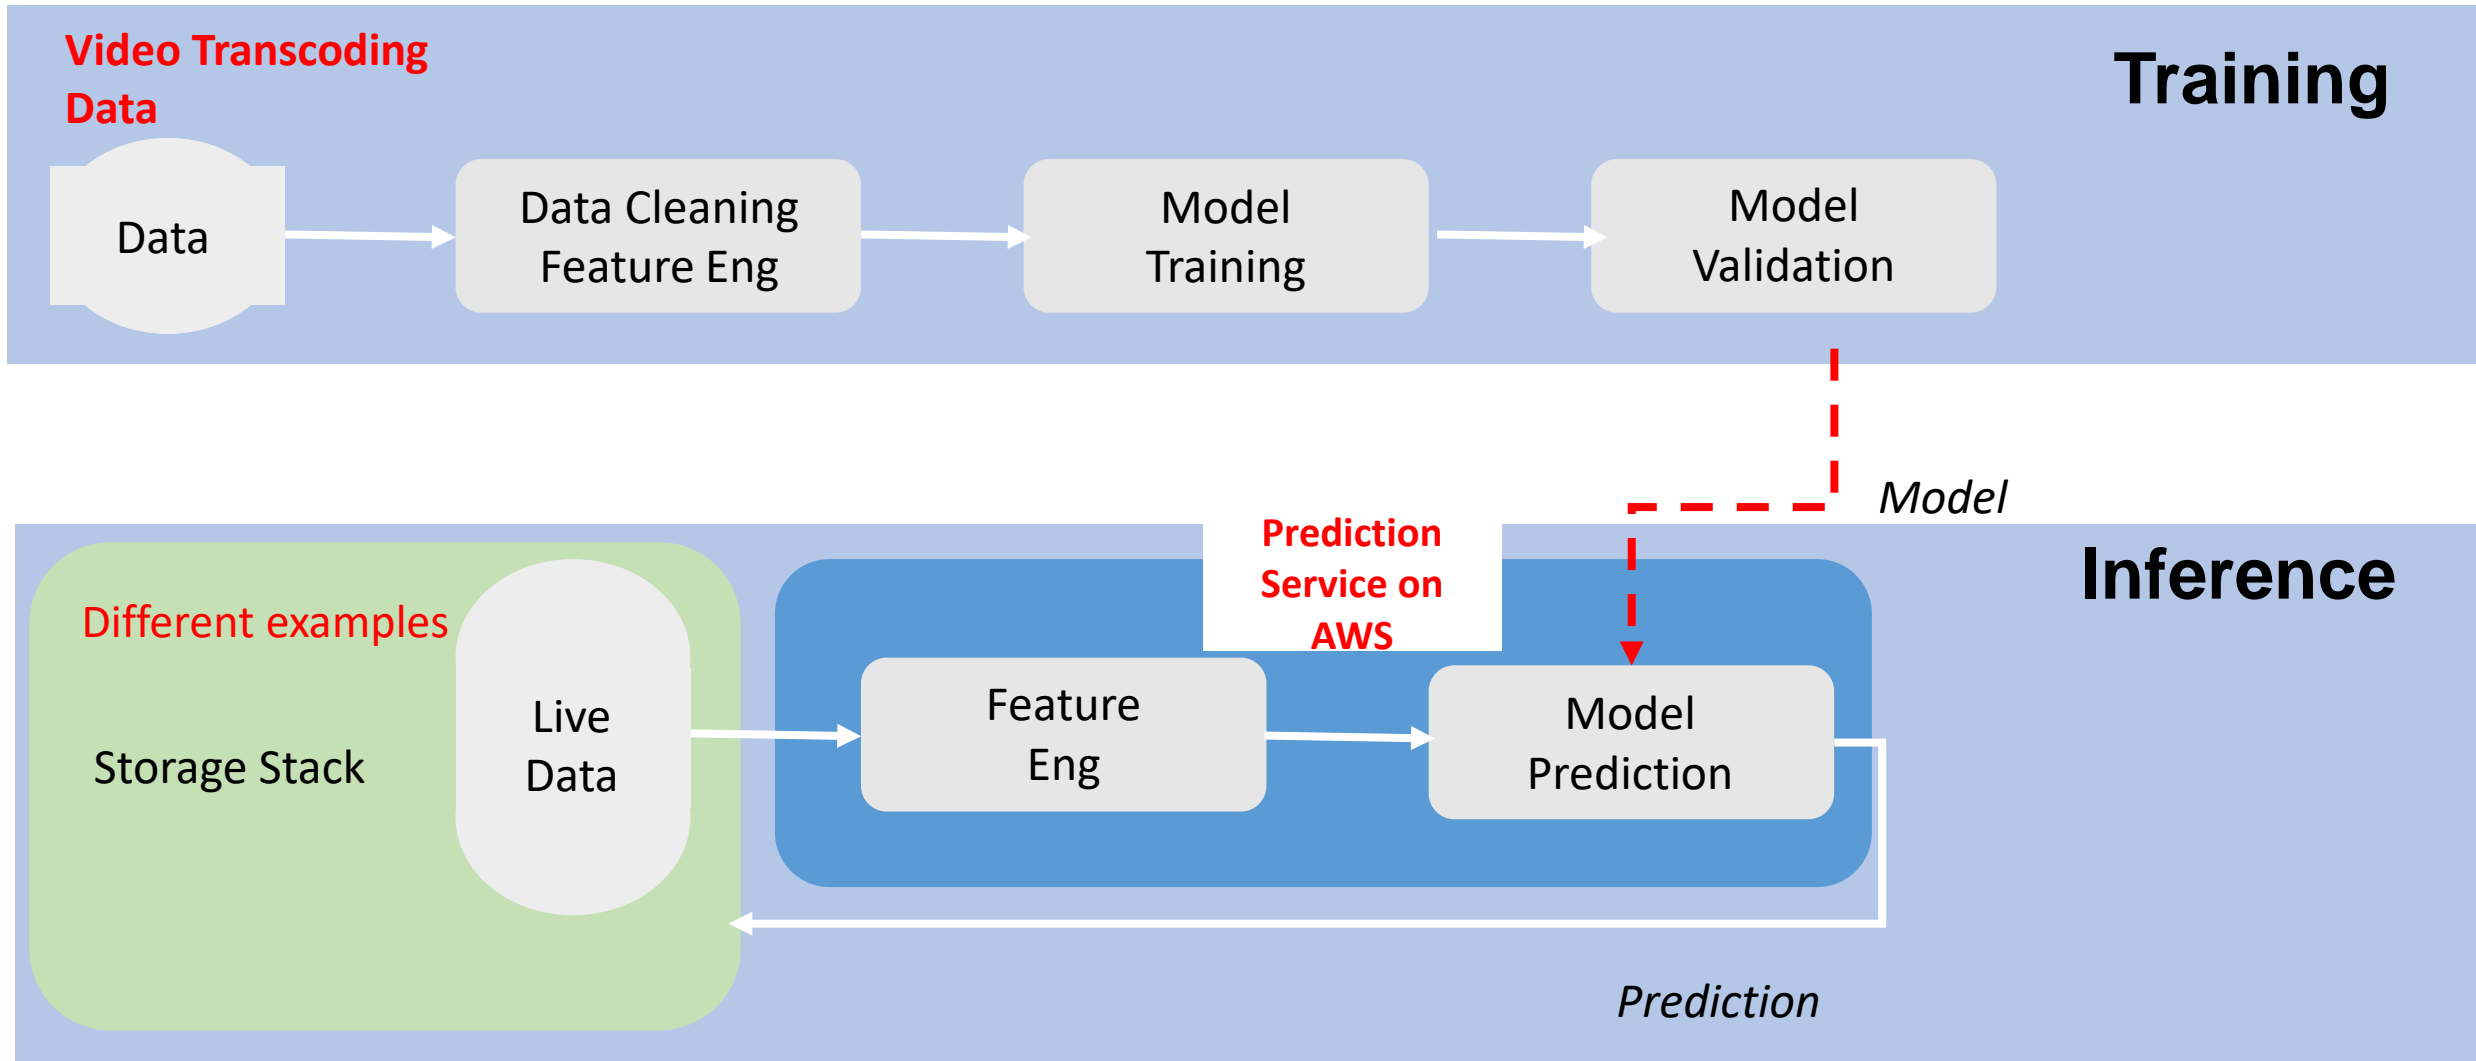 Video Transcoding
Data
Training
Data
Data Cleaning
Feature Eng
Model
Training
Model
Validation
Model
Inference
Prediction
Service on
AWS
Different examples
Storage Stack
Live
Data
Feature
Eng
Model
Prediction
Prediction